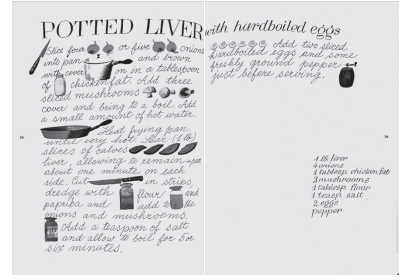 POTTED LIVER with hardboiled eggs
Slice four or five onions
into pan and brown
with cover on in a tablespoon
of chickenfat. Add three
sliced mushrooms
cover and bring to a boil. Add
a small amount of hot water.
Heat frying pan
until very hot. Sear (1 lb)
slices of calves
liver, allowing to remain in pan
about one minute on each
side. Cut in strips,
dredge with flour and
paprika and add to the
onions and mushrooms.
Add a teaspoon of salt
and allow to boil for 5 or
six minutes.
Add two sliced
hardboiled eggs and some
freshly ground pepper
just before serving.
1 lb liver
4 onions
1 tablesp. chicken fat
3 mushrooms
1 tablesp. flour
1 teasp. salt
2 eggs
pepper